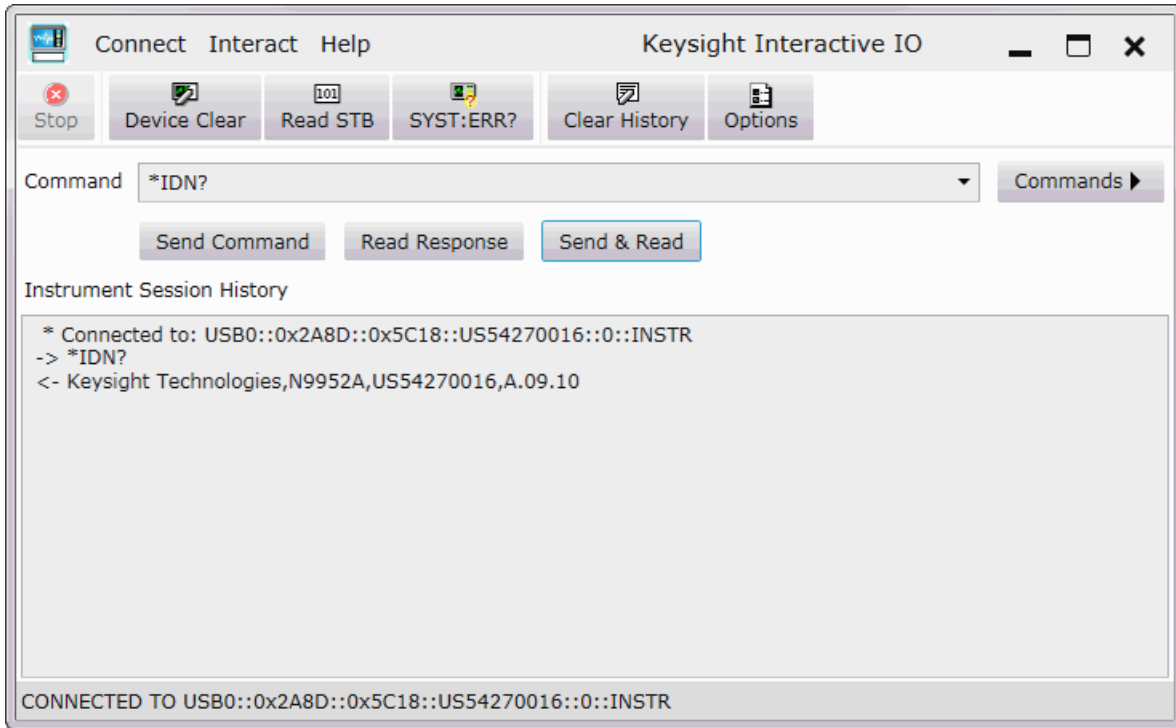 Connect Interact Help Keysight Interactive IO
Stop Device Clear Read STB SYST:ERR? Clear History Options
Command *IDN? Commands
Send Command Read Response Send & Read
Instrument Session History
* Connected to: USB0::0x2A8D::0x5C18::US54270016::0::INSTR
-> *IDN?
<- Keysight Technologies,N9952A,US54270016,A.09.10
CONNECTED TO USB0::0x2A8D::0x5C18::US54270016::0::INSTR